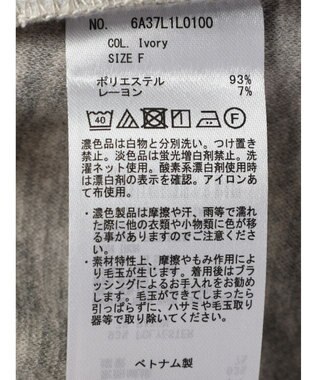 NO. 6A37L1L0100
COL. Ivory
SIZE F
ポリエステル 93%
レーヨン 7%
40 F
濃色品は白物と分別洗い。つけ置き
禁止。淡色品は蛍光増白剤禁止。洗
濯ネット使用。酸素系漂白剤使用時
は漂白剤の表示を確認。アイロンあ
て布使用。
・濃色製品は摩擦や汗、雨等で濡れ
た際に他の衣類や小物類に色が移
る事がありますのでご注意くださ
い。
・素材特性上、摩擦やもみ作用によ
り毛玉が生じます。着用後はブラ
ッシングによるお手入れをお勧め
します。毛玉ができてしまったら
引っぱらずに、ハサミや毛玉取り
器等で取り除いてください。
ベトナム製